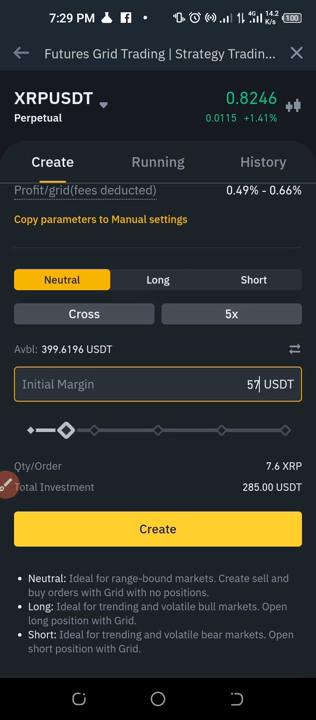 7:29 PM
4G
14.2
K/s
100
Futures Grid Trading | Strategy Tradin...
XRPUSDT
0.8246
Perpetual
0.0115 +1.41%
Create
Running
History
Profit/grid(fees deducted)
0.49% - 0.66%
Copy parameters to Manual settings
Neutral
Long
Short
Cross
5x
Avbl: 399.6196 USDT
Initial Margin
57 USDT
Qty/Order
7.6 XRP
Total Investment
285.00 USDT
Create
• Neutral: Ideal for range-bound markets. Create sell and
buy orders with Grid with no positions.
• Long: Ideal for trending and volatile bull markets. Open
long position with Grid.
• Short: Ideal for trending and volatile bear markets. Open
short position with Grid.